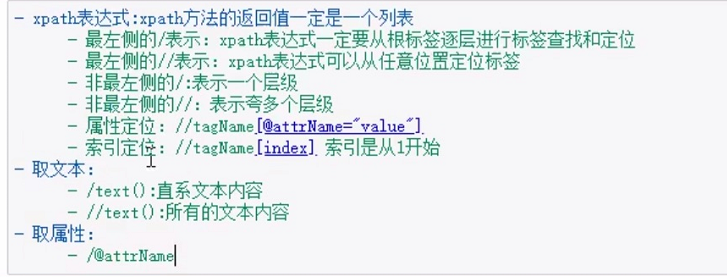 - xpath表达式:xpath方法的返回值一定是一个列表
- 最左侧的/表示: xpath表达式一定要从根标签逐层进行标签查找和定位
- 最左侧的//表示: xpath表达式可以从任意位置定位标签
- 非最左侧的/:表示一个层级
- 非最左侧的//: 表示夸多个层级
- 属性定位: //tagName[@attrName="value"]
- 索引定位: //tagName[index] 索引是从1开始
- 取文本:
- /text():直系文本内容
- //text():所有的文本内容
- 取属性:
- /@attrName